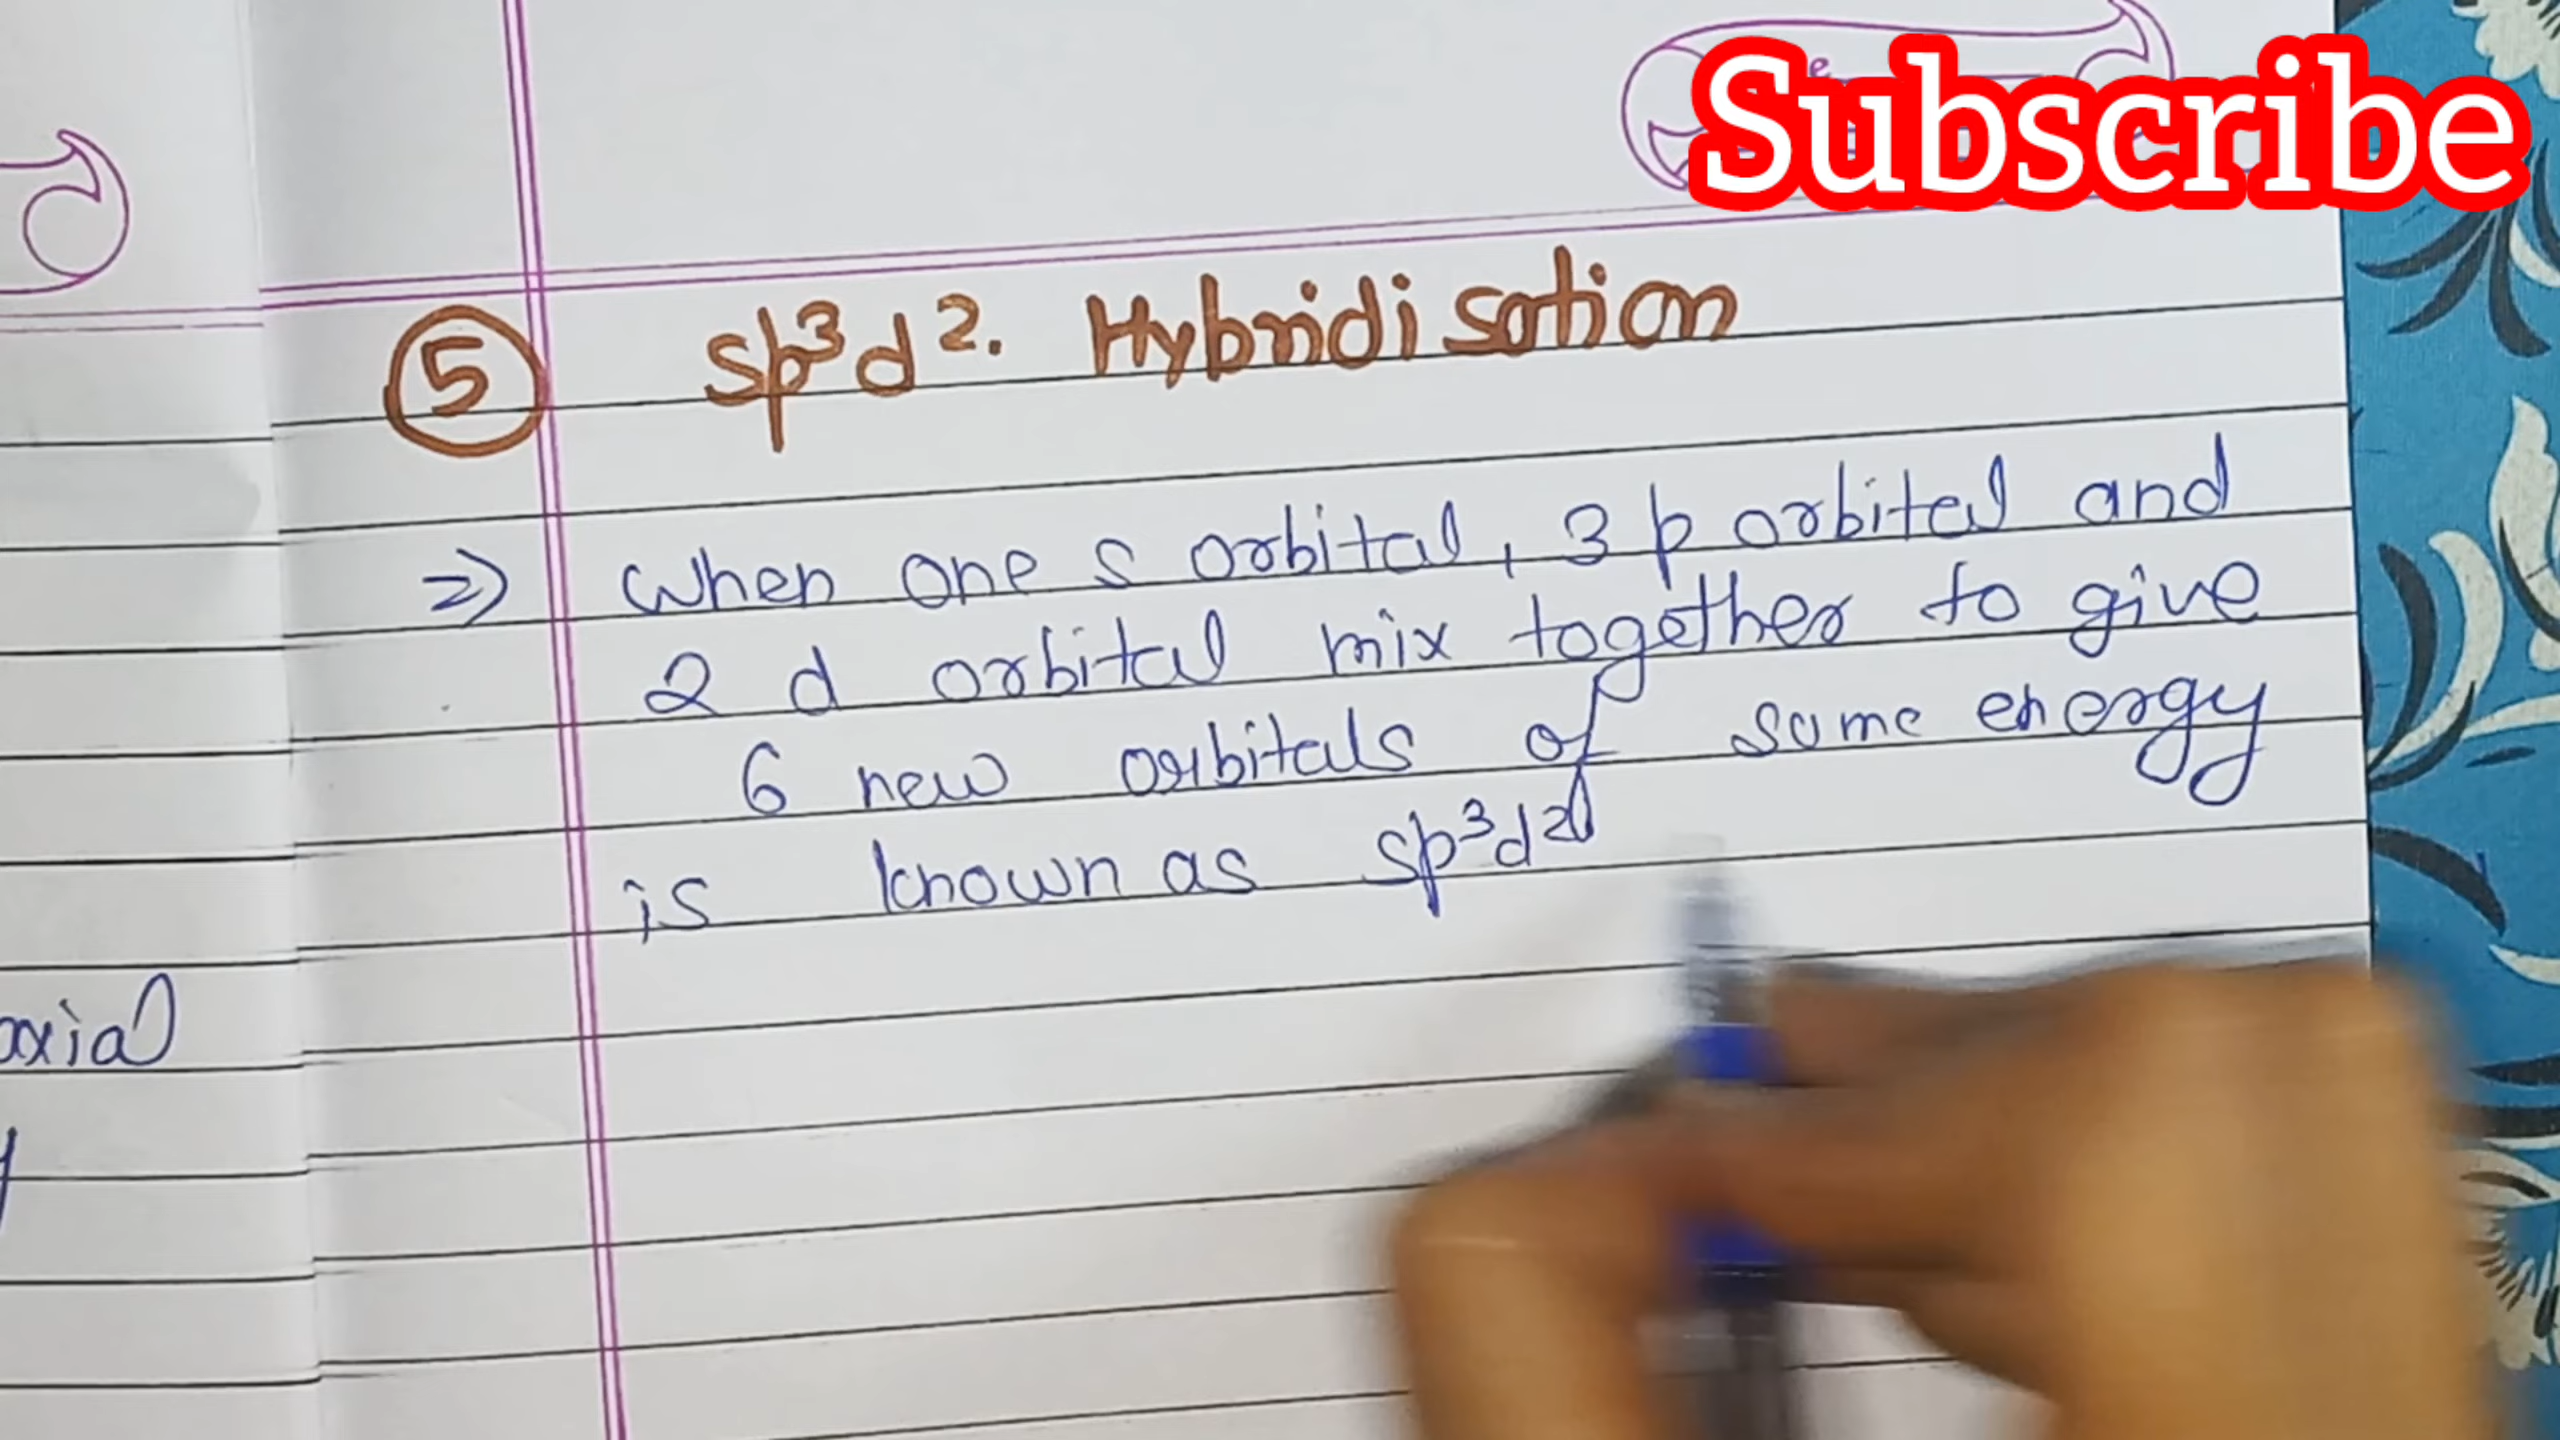 Subscribe
5 sp³d². Hybridisation
⇒ When one s orbital, 3 p orbital and
2 d orbital mix together to give
6 new orbitals of same energy
is known as sp³d²
axial